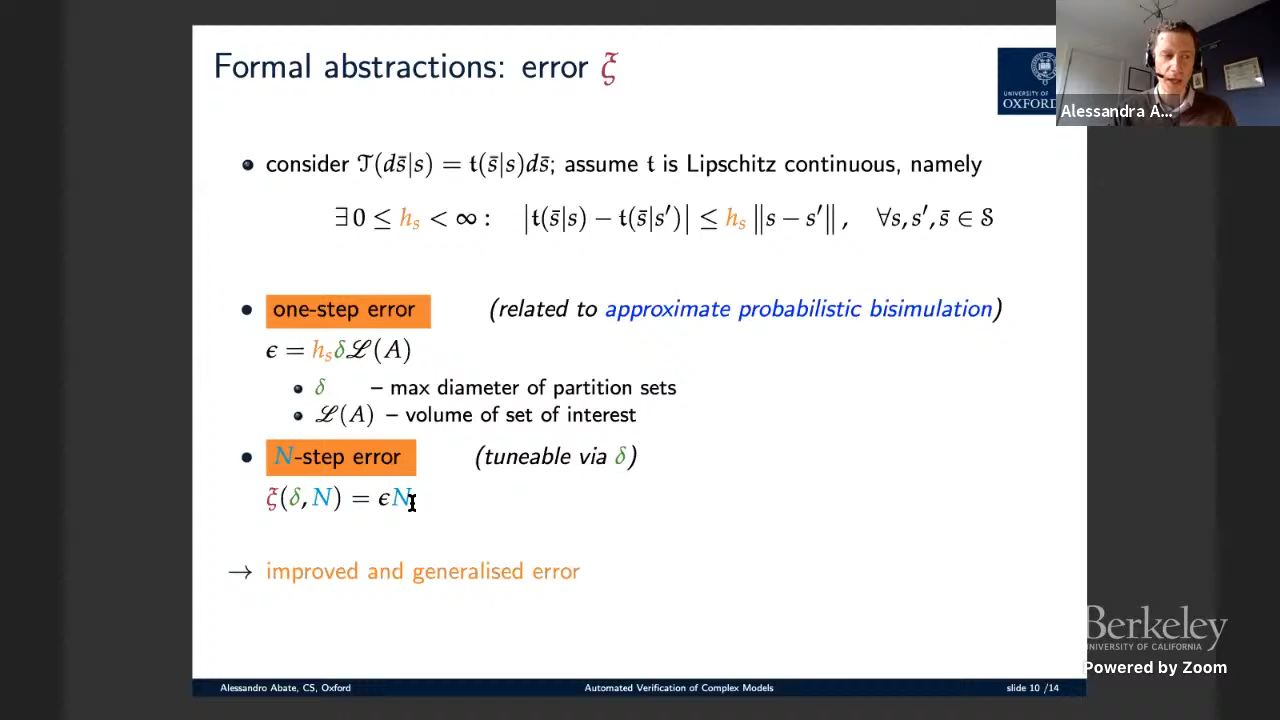 Formal abstractions: error ξ
UNIVERSITY OF
OXFORD
Alessandra A...
• consider 𝒯(ds̄|s) = 𝔱(s̄|s)ds̄; assume 𝔱 is Lipschitz continuous, namely
∃ 0 ≤ hₛ < ∞ : |𝔱(s̄|s) − 𝔱(s̄|s′)| ≤ hₛ ‖s − s′‖ , ∀s, s′, s̄ ∈ 𝒮
• one-step error (related to approximate probabilistic bisimulation)
ϵ = hₛδℒ(A)
• δ – max diameter of partition sets
• ℒ(A) – volume of set of interest
• N-step error (tuneable via δ)
ξ(δ, N) = ϵN
→ improved and generalised error
Berkeley
UNIVERSITY OF CALIFORNIA
Powered by Zoom
Alessandro Abate, CS, Oxford Automated Verification of Complex Models slide 10 /14